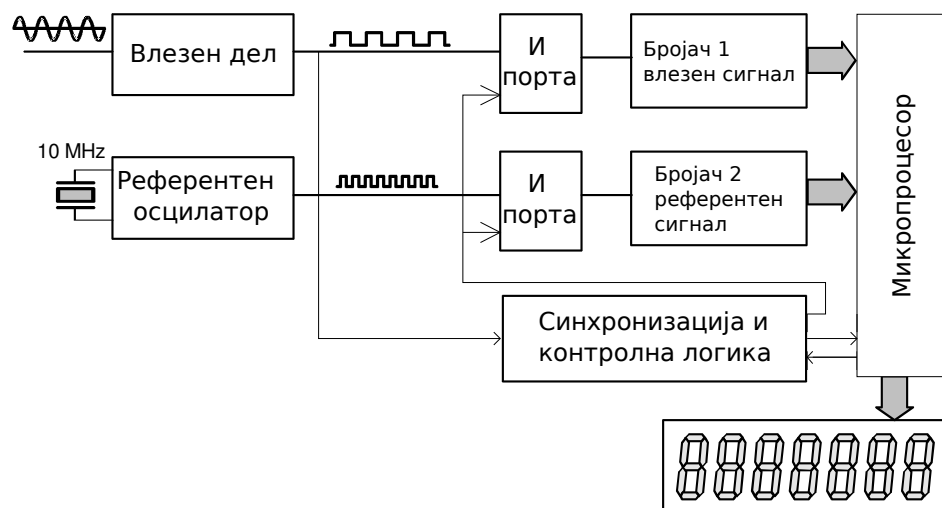 Влезен дел
И
порта
Бројач 1
влезен сигнал
10 MHz
Референтен
осцилатор
И
порта
Бројач 2
референтен
сигнал
Микропроцесор
Синхронизација и
контролна логика
8888888